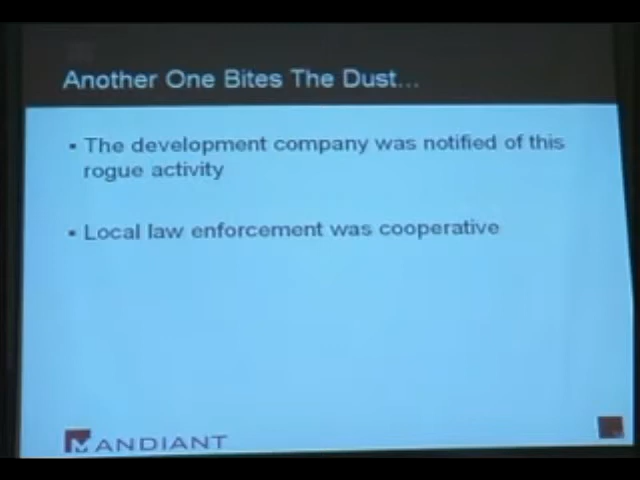 Another One Bites The Dust...
▪ The development company was notified of this
rogue activity
▪ Local law enforcement was cooperative
MANDIANT